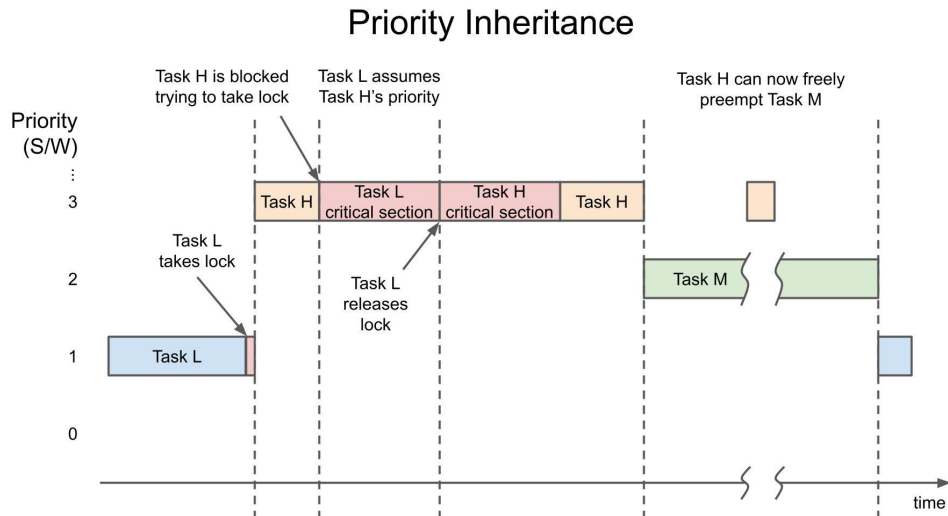 Priority Inheritance
Task H is blocked
trying to take lock
Task L assumes
Task H's priority
Task H can now freely
preempt Task M
Priority
(S/W)
⋮
3
Task H
Task L
critical section
Task H
critical section
Task H
Task L
takes lock
2
Task L
releases
lock
Task M
1
Task L
0
time